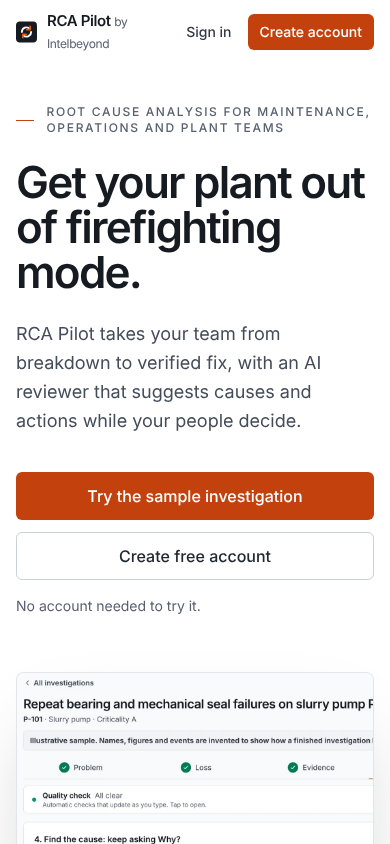 RCA Pilot by
Intelbeyond
Sign in
Create account
ROOT CAUSE ANALYSIS FOR MAINTENANCE,
OPERATIONS AND PLANT TEAMS
Get your plant out
of firefighting
mode.
RCA Pilot takes your team from
breakdown to verified fix, with an AI
reviewer that suggests causes and
actions while your people decide.
Try the sample investigation
Create free account
No account needed to try it.
All investigations
Repeat bearing and mechanical seal failures on slurry pump
P-101 · Slurry pump · Criticality A
Illustrative sample. Names, figures and events are invented to show how a finished investigation
Problem
Loss
Evidence
Quality check All clear
Automatic checks that update as you type. Tap to open.
4. Find the cause: keep asking Why?